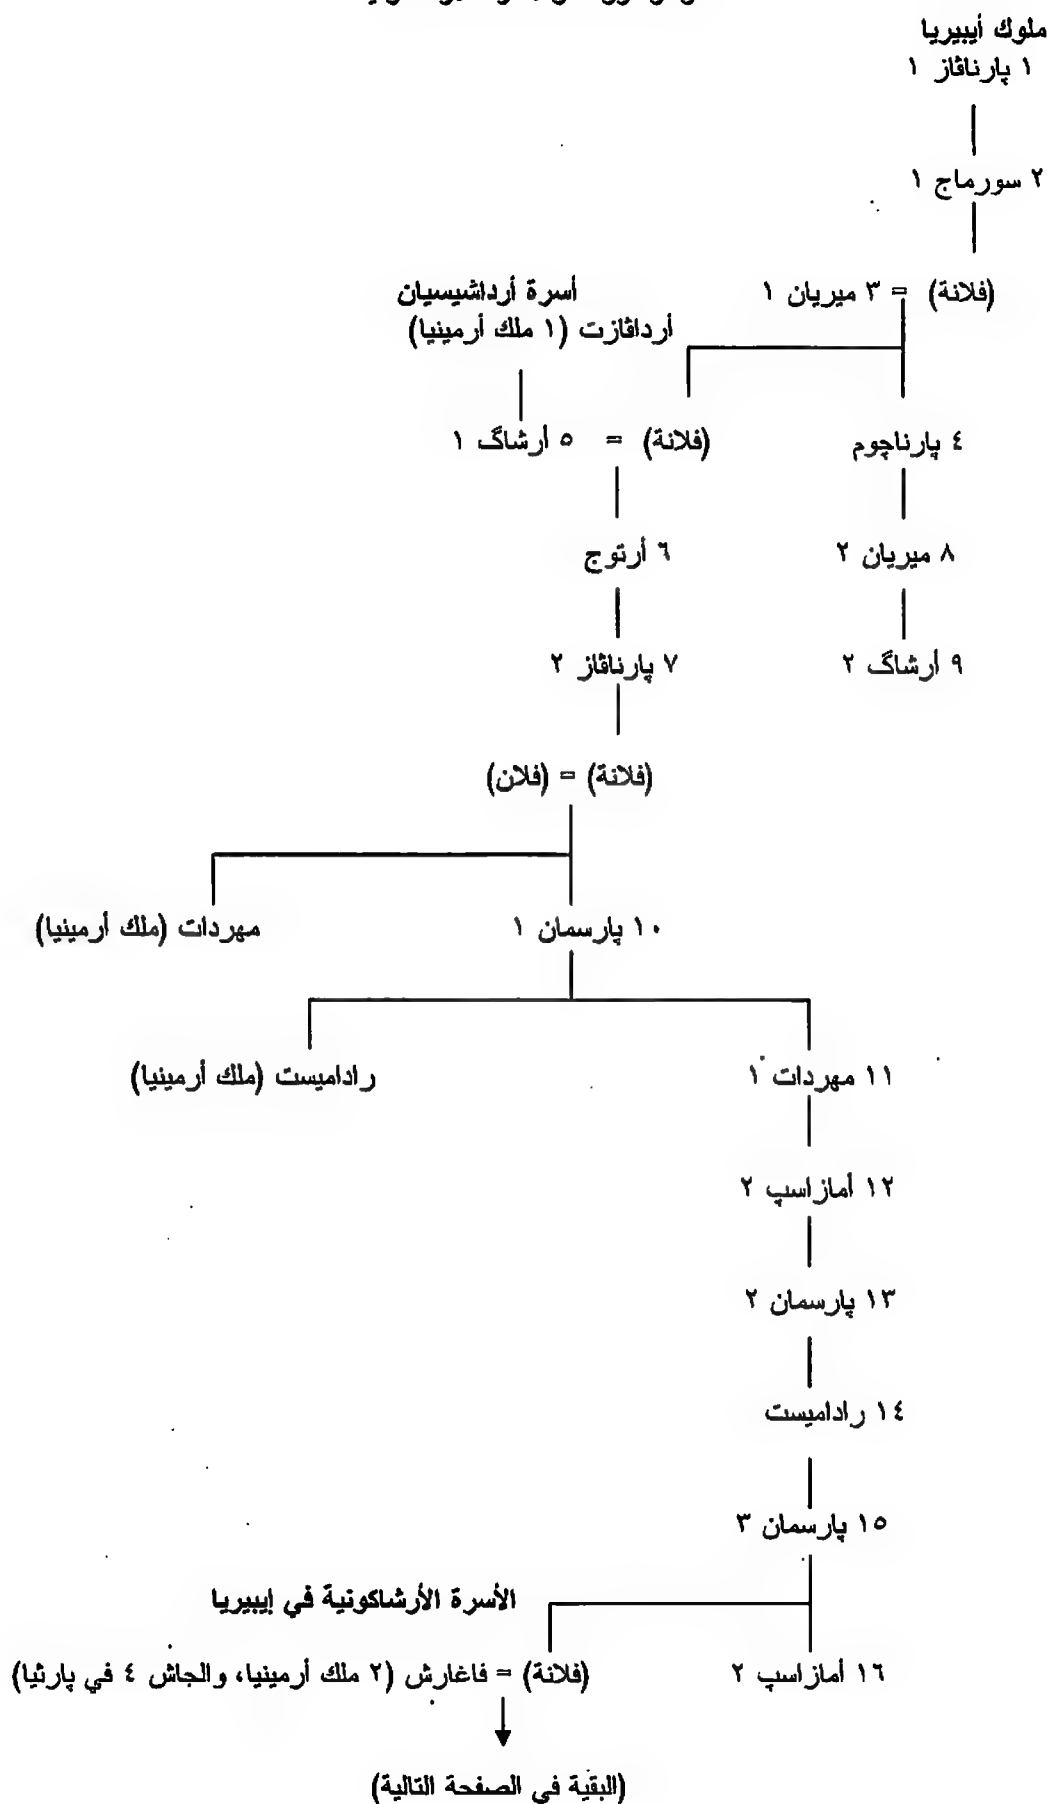 ملوك أيبيريا
١ پارناڤاز ١
٢ سورماج ١
(فلانة) = ٣ ميريان ١
أسرة أرداشيسيان
أرداڤازت (١ ملك أرمينيا)
٤ پارناچوم
(فلانة) = ٥ أرشاگ ١
٨ ميريان ٢
٦ أرتوج
٩ أرشاگ ٢
٧ پارناڤاز ٢
(فلانة) = (فلان)
١٠ پارسمان ١
مهردات (ملك أرمينيا)
١١ مهردات ١
راداميست (ملك أرمينيا)
١٢ أمازاسپ ٢
١٣ پارسمان ٢
١٤ راداميست
١٥ پارسمان ٣
الأسرة الأرشاكونية في إيبيريا
١٦ أمازاسپ ٢
(فلانة) = فاغارش (٢ ملك أرمينيا، والجاش ٤ في پارثيا)
(البقية في الصفحة التالية)